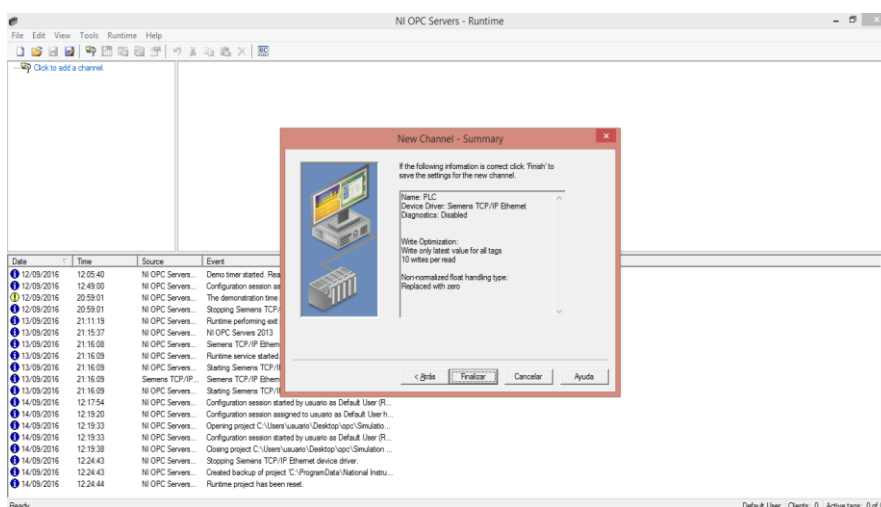 NI OPC Servers - Runtime
File Edit View Tools Runtime Help
Click to add a channel.
New Channel - Summary
If the following information is correct click 'Finish' to
save the settings for the new channel.
Name: PLC
Device Driver: Siemens TCP/IP Ethernet
Diagnostics: Disabled
Write Optimization:
Write only latest value for all tags
10 writes per read
Non-normalized float handling type:
Replaced with zero
< Atrás Finalizar Cancelar Ayuda
Date Time Source Event
12/09/2016 12:05:40 NI OPC Servers... Demo timer started. Rea
12/09/2016 12:49:00 NI OPC Servers... Configuration session as
12/09/2016 20:59:01 NI OPC Servers... The demonstration time
12/09/2016 20:59:01 NI OPC Servers... Stopping Siemens TCP/
13/09/2016 21:11:19 NI OPC Servers... Runtime performing exit
13/09/2016 21:15:37 NI OPC Servers... NI OPC Servers 2013
13/09/2016 21:16:08 NI OPC Servers... Siemens TCP/IP Ethern
13/09/2016 21:16:09 NI OPC Servers... Runtime service started.
13/09/2016 21:16:09 NI OPC Servers... Starting Siemens TCP/I
13/09/2016 21:16:09 Siemens TCP/IP... Siemens TCP/IP Ethern
13/09/2016 21:16:09 NI OPC Servers... Starting Siemens TCP/I
14/09/2016 12:17:54 NI OPC Servers... Configuration session started by usuario as Default User (R...
14/09/2016 12:19:20 NI OPC Servers... Configuration session assigned to usuario as Default User h...
14/09/2016 12:19:33 NI OPC Servers... Opening project C:\Users\usuario\Desktop\opc\Simulatio...
14/09/2016 12:19:33 NI OPC Servers... Configuration session started by usuario as Default User (R...
14/09/2016 12:19:38 NI OPC Servers... Closing project C:\Users\usuario\Desktop\opc\Simulation ...
14/09/2016 12:24:43 NI OPC Servers... Stopping Siemens TCP/IP Ethernet device driver.
14/09/2016 12:24:43 NI OPC Servers... Created backup of project 'C:\ProgramData\National Instru...
14/09/2016 12:24:44 NI OPC Servers... Runtime project has been reset.
Ready Default User Clients: 0 Active tags: 0 of